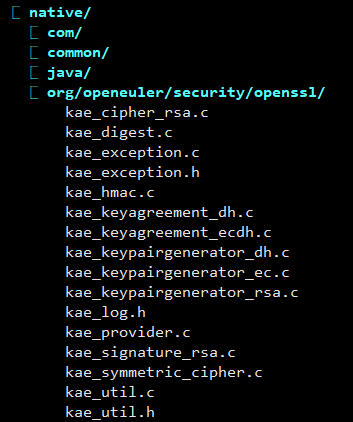 [ native/
[ com/
[ common/
[ java/
[ org/openeuler/security/openssl/
kae_cipher_rsa.c
kae_digest.c
kae_exception.c
kae_exception.h
kae_hmac.c
kae_keyagreement_dh.c
kae_keyagreement_ecdh.c
kae_keypairgenerator_dh.c
kae_keypairgenerator_ec.c
kae_keypairgenerator_rsa.c
kae_log.h
kae_provider.c
kae_signature_rsa.c
kae_symmetric_cipher.c
kae_util.c
kae_util.h